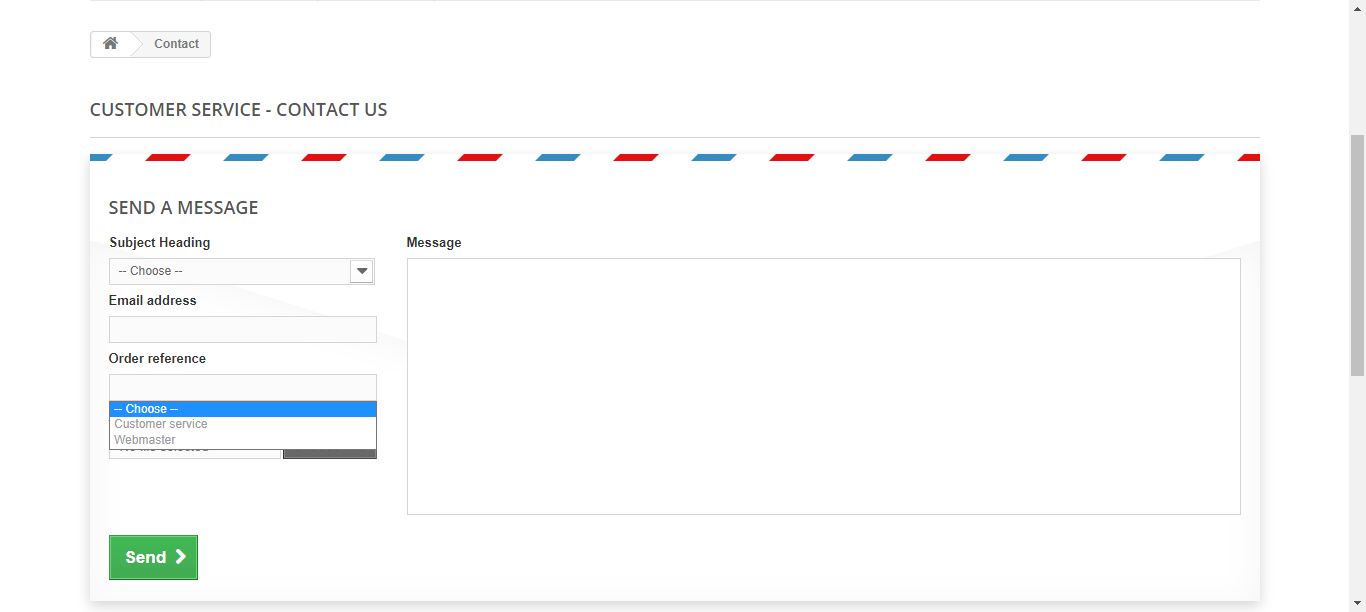 Contact
CUSTOMER SERVICE - CONTACT US
SEND A MESSAGE
Subject Heading
-- Choose --
Email address
Order reference
-- Choose --
Customer service
Webmaster
Message
Send